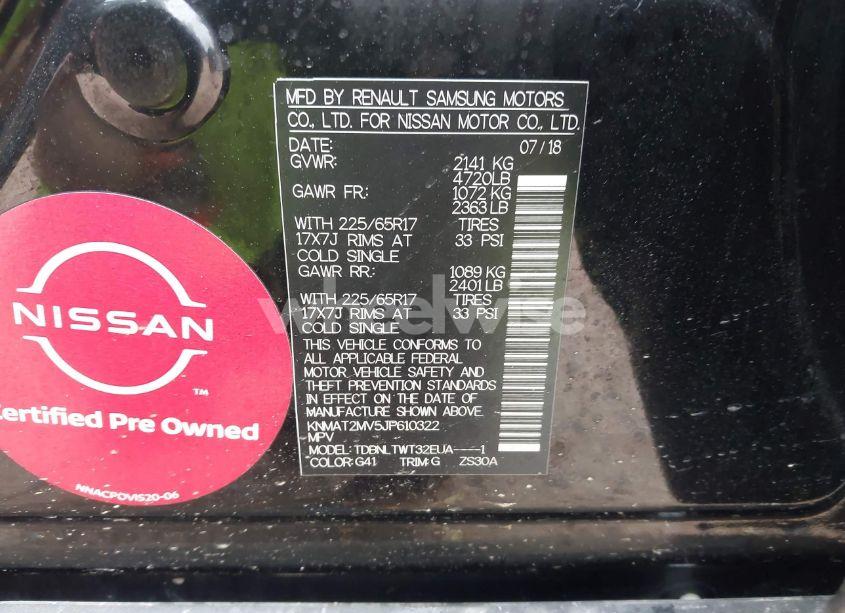 MFD BY RENAULT SAMSUNG MOTORS
CO., LTD. FOR NISSAN MOTOR CO., LTD.
DATE: 07/18
GVWR: 2141 KG
4720LB
GAWR FR: 1072 KG
2363 LB
WITH 225/65R17 TIRES
17X7J RIMS AT 33 PSI
COLD SINGLE
GAWR RR: 1089 KG
2401LB
WITH 225/65R17 TIRES
17X7J RIMS AT 33 PSI
COLD SINGLE
THIS VEHICLE CONFORMS TO
ALL APPLICABLE FEDERAL
MOTOR VEHICLE SAFETY AND
THEFT PREVENTION STANDARDS
IN EFFECT ON THE DATE OF
MANUFACTURE SHOWN ABOVE.
KNMAT2MV5JP610322
MPV
MODEL: TDBNLTWT32EUA----1
COLOR:G41 TRIM:G ZS30A
NISSAN
TM
Certified Pre Owned
NNACPOVIS20-06
wheelwise